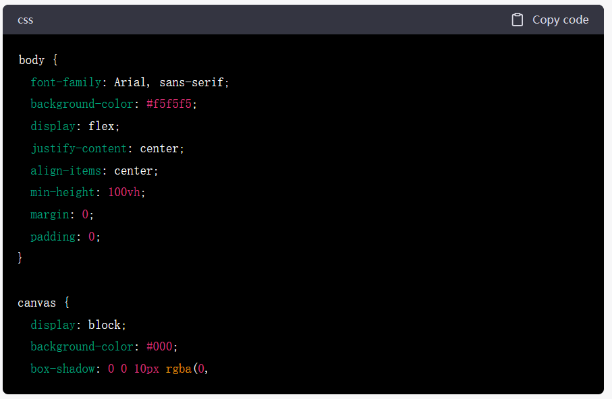 css
Copy code
body {
font-family: Arial, sans-serif;
background-color: #f5f5f5;
display: flex;
justify-content: center;
align-items: center;
min-height: 100vh;
margin: 0;
padding: 0;
}
canvas {
display: block;
background-color: #000;
box-shadow: 0 0 10px rgba(0,